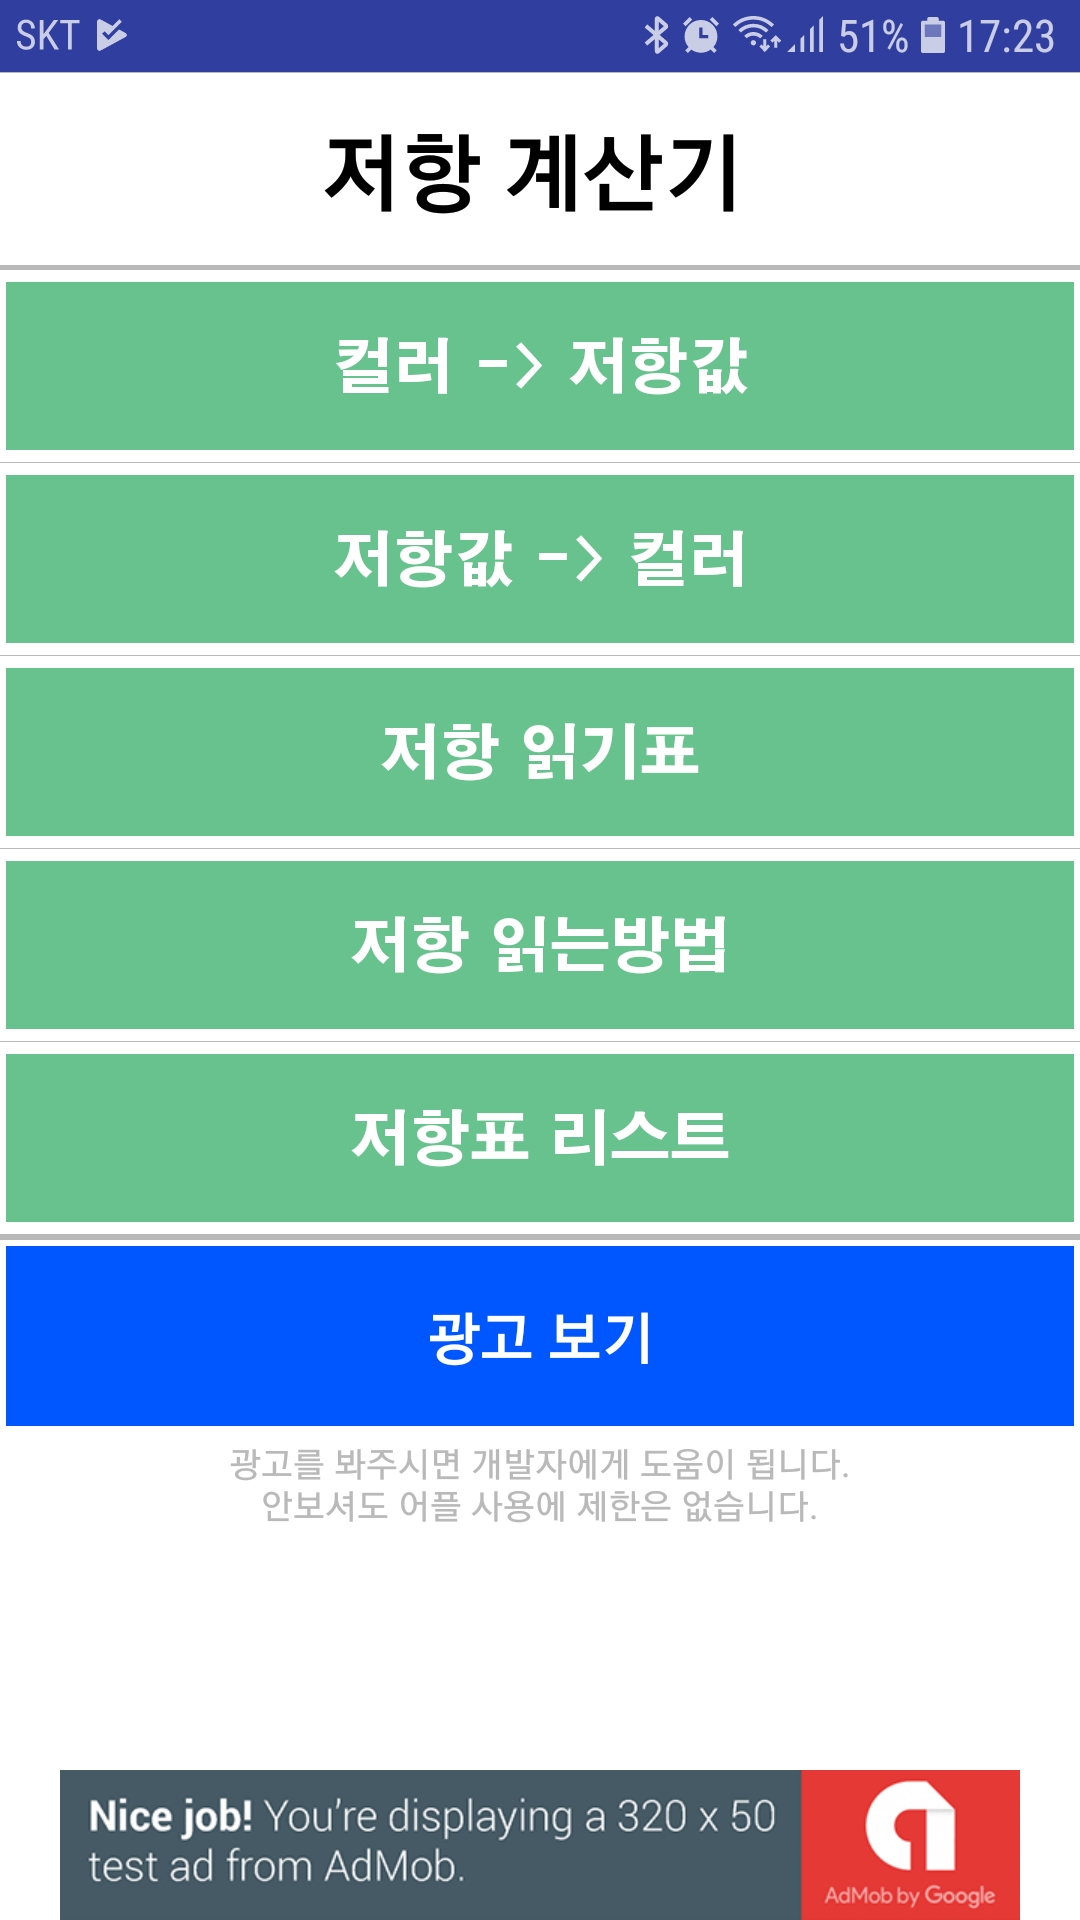 SKT 51% 17:23
저항 계산기
컬러 -> 저항값
저항값 -> 컬러
저항 읽기표
저항 읽는방법
저항표 리스트
광고 보기
광고를 봐주시면 개발자에게 도움이 됩니다.
안보셔도 어플 사용에 제한은 없습니다.
Nice job! You're displaying a 320 x 50
test ad from AdMob.
AdMob by Google